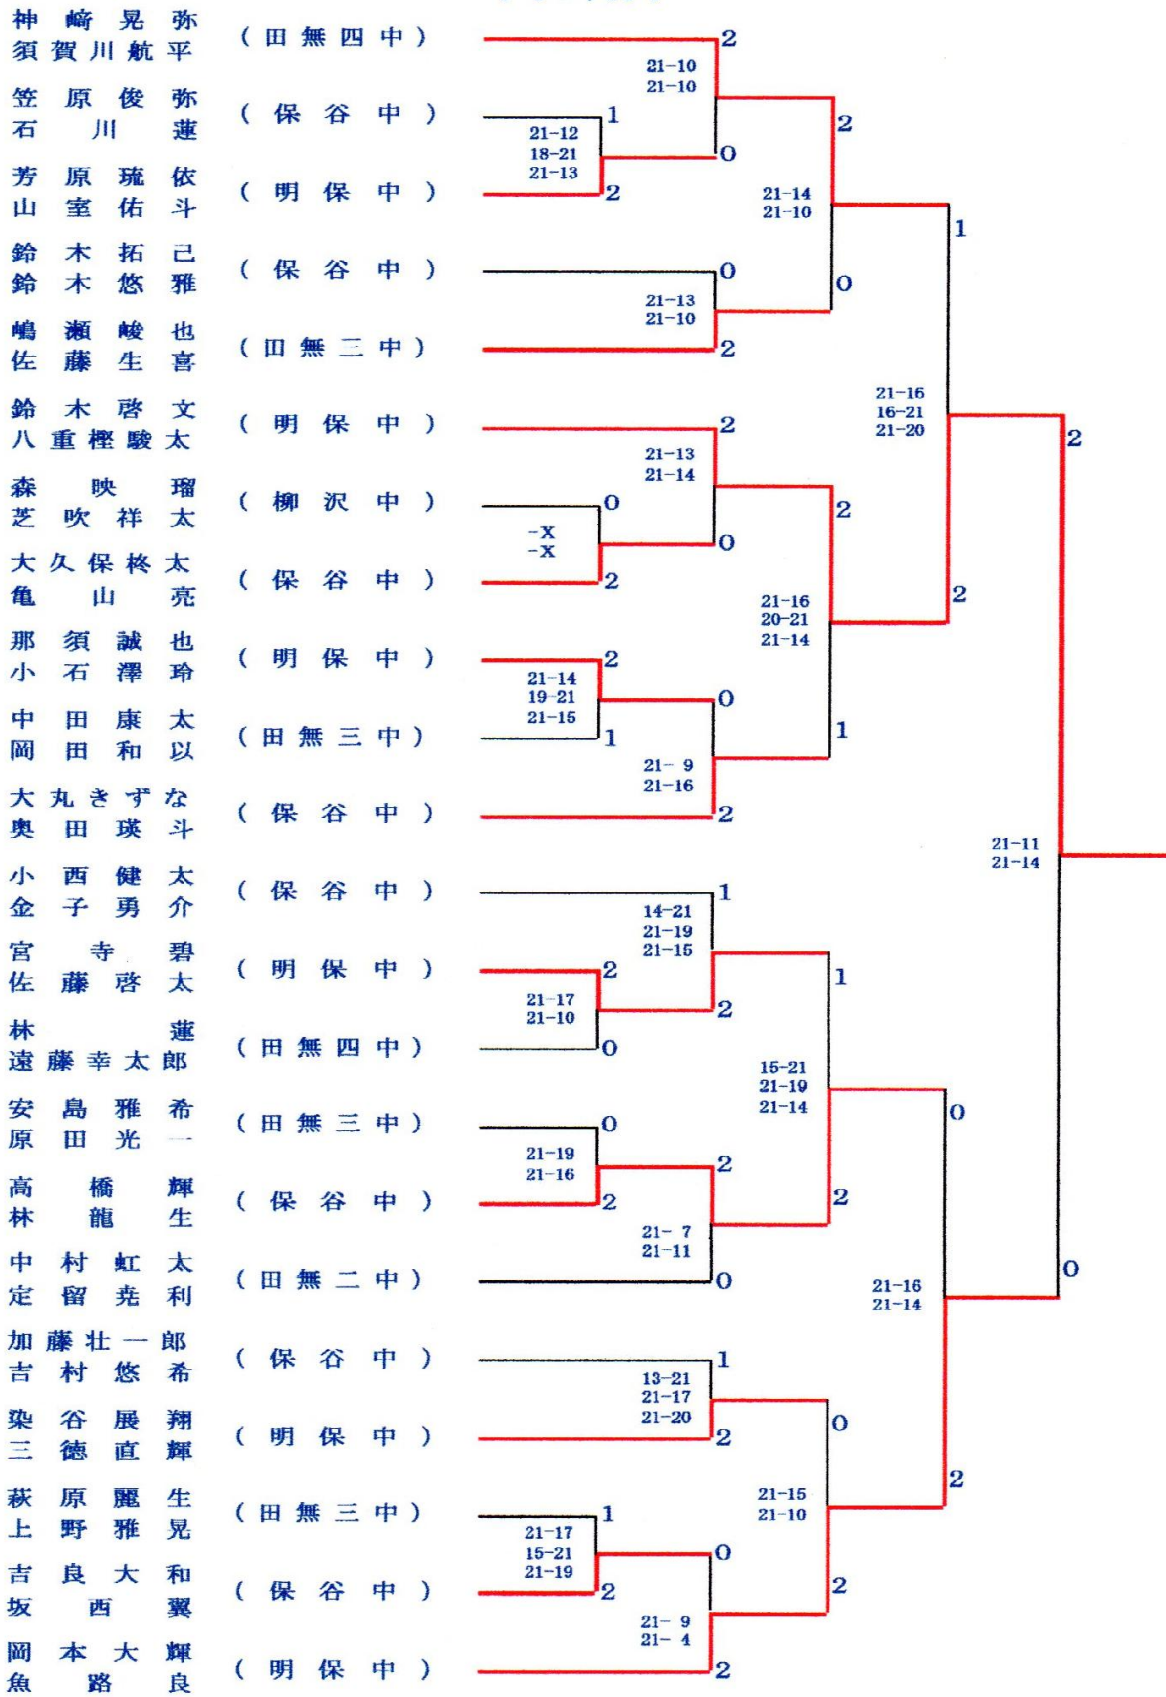 神﨑晃弥
須賀川航平
(田無四中)
2
21-10
21-10
笠原俊弥
石川蓮
(保谷中)
1
21-12
18-21
21-13
0
2
芳原琉依
山室佑斗
(明保中)
2
21-14
21-10
1
鈴木拓己
鈴木悠雅
(保谷中)
0
21-13
21-10
0
嶋瀬峻也
佐藤生喜
(田無三中)
2
21-16
16-21
21-20
2
鈴木啓文
八重樫駿太
(明保中)
2
21-13
21-14
森映瑠
芝吹祥太
(柳沢中)
0
-X
-X
0
2
大久保柊太
亀山亮
(保谷中)
2
21-16
20-21
21-14
2
那須誠也
小石澤玲
(明保中)
2
21-14
19-21
21-15
0
中田康太
岡田和以
(田無三中)
1
21- 9
21-16
1
大丸きずな
奥田瑛斗
(保谷中)
2
21-11
21-14
小西健太
金子勇介
(保谷中)
1
14-21
21-19
21-15
宮寺碧
佐藤啓太
(明保中)
2
21-17
21-10
2
1
林蓮
遠藤幸太郎
(田無四中)
0
15-21
21-19
21-14
0
安島雅希
原田光一
(田無三中)
0
21-19
21-16
2
高橋輝
林龍生
(保谷中)
2
21- 7
21-11
2
中村虹太
定留尭利
(田無二中)
0
21-16
21-14
0
加藤壮一郎
吉村悠希
(保谷中)
1
13-21
21-17
21-20
染谷展翔
三徳直輝
(明保中)
2
0
21-15
21-10
2
萩原麗生
上野雅晃
(田無三中)
1
21-17
15-21
21-19
0
吉良大和
坂西翼
(保谷中)
2
21- 9
21- 4
2
岡本大輝
魚路良
(明保中)
2